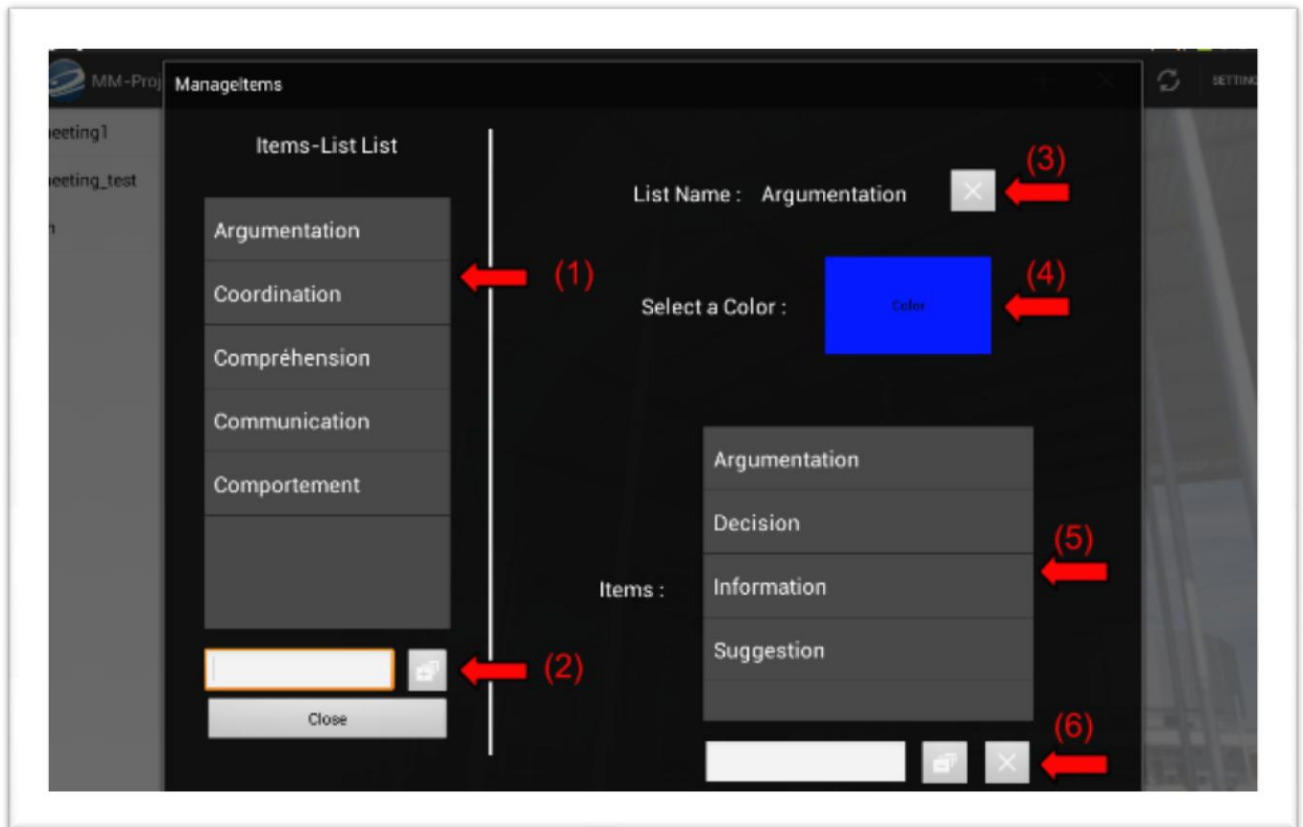 MM-Proj
ManageItems
SETTING
eeting1
eeting_test
Items-List List
Argumentation
Coordination
Compréhension
Communication
Comportement
(1)
(2)
Close
List Name : Argumentation
(3)
Select a Color :
Color
(4)
Items :
Argumentation
Decision
Information
Suggestion
(5)
(6)